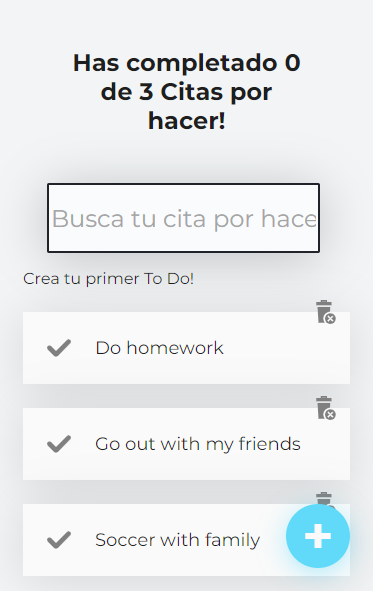 Has completado 0
de 3 Citas por
hacer!
Busca tu cita por hace
Crea tu primer To Do!
Do homework
Go out with my friends
Soccer with family